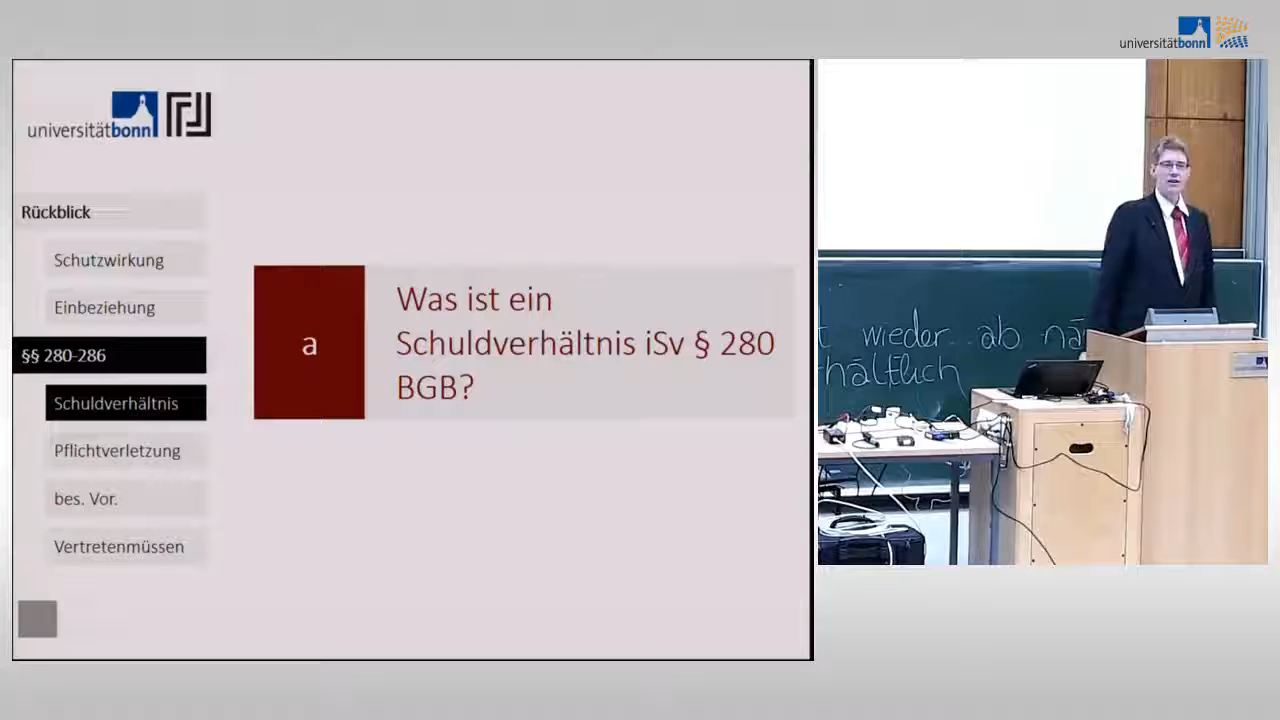 universitätbonn
universitätbonn
Rückblick
Schutzwirkung
Einbeziehung
§§ 280-286
Schuldverhältnis
Pflichtverletzung
bes. Vor.
Vertretenmüssen
a
Was ist ein
Schuldverhältnis iSv § 280
BGB?
wieder ab